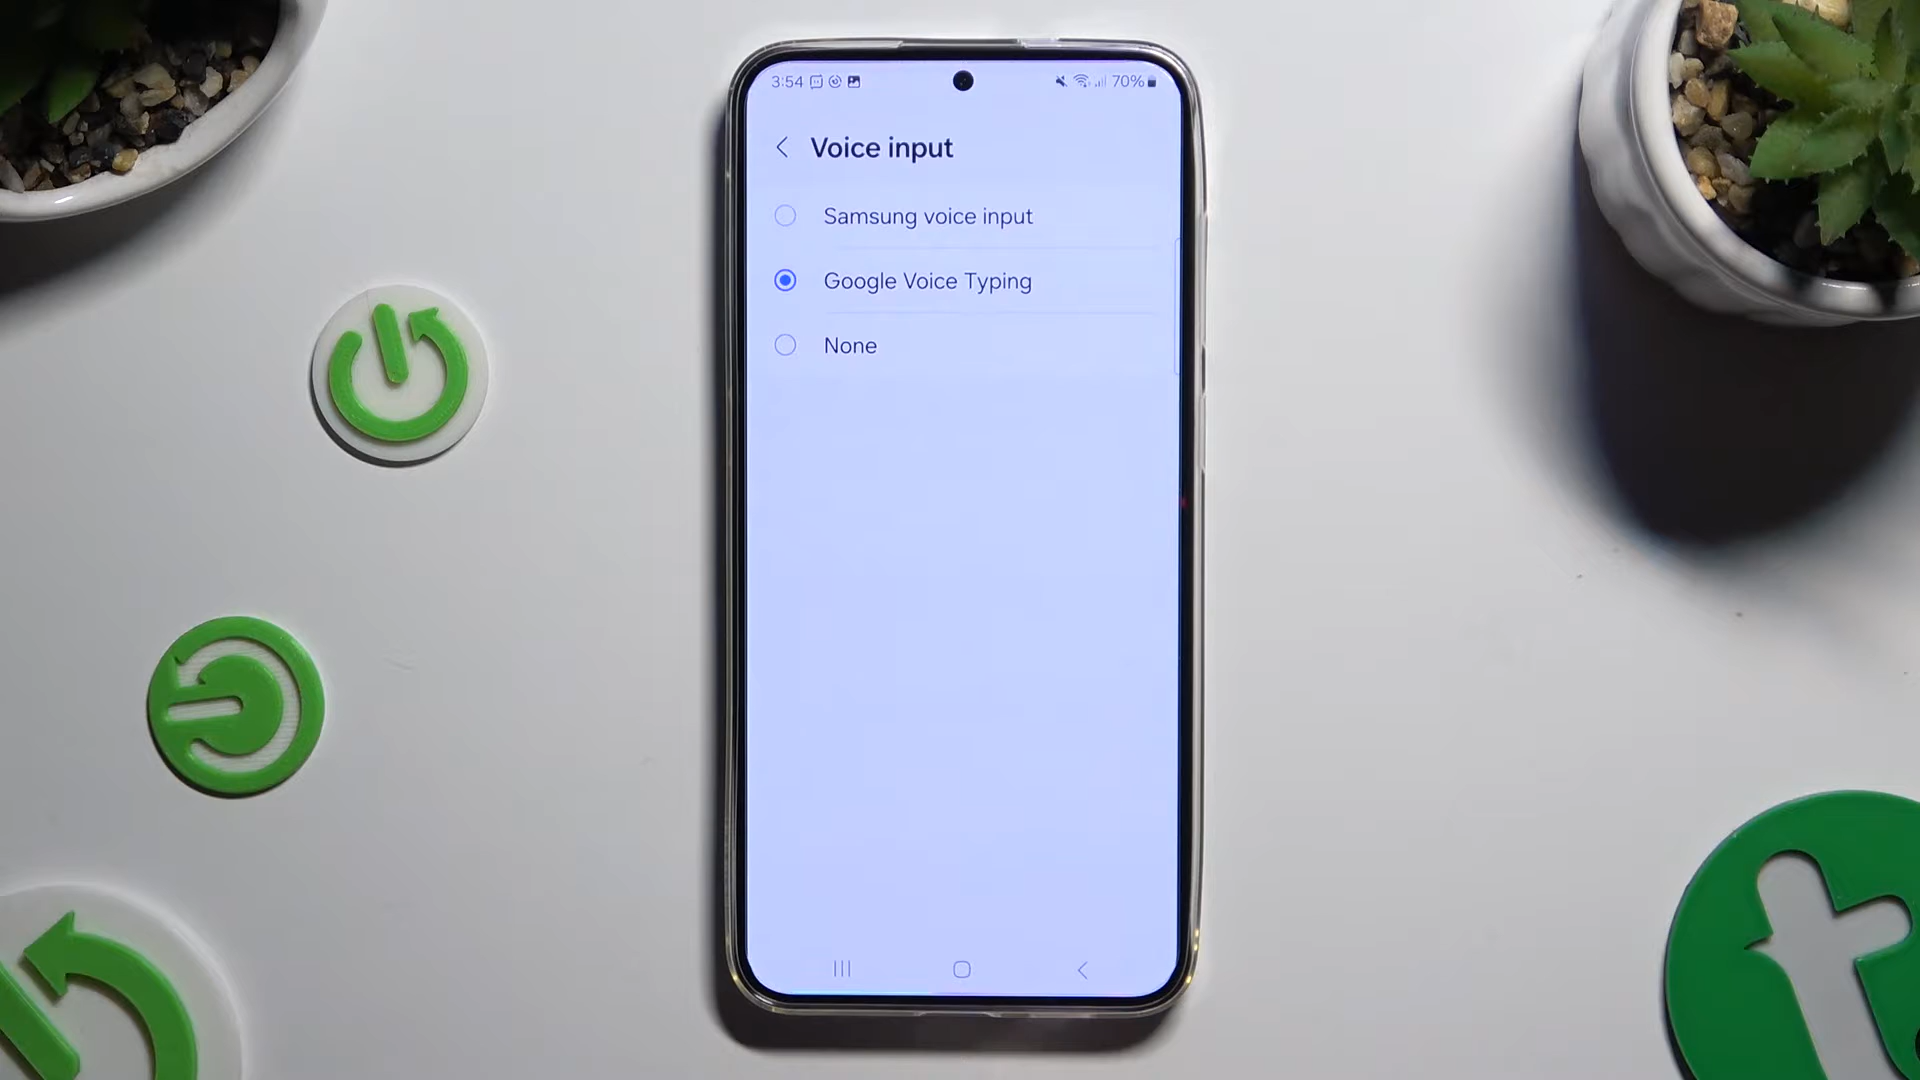 3:54 70%
Voice input
Samsung voice input
Google Voice Typing
None